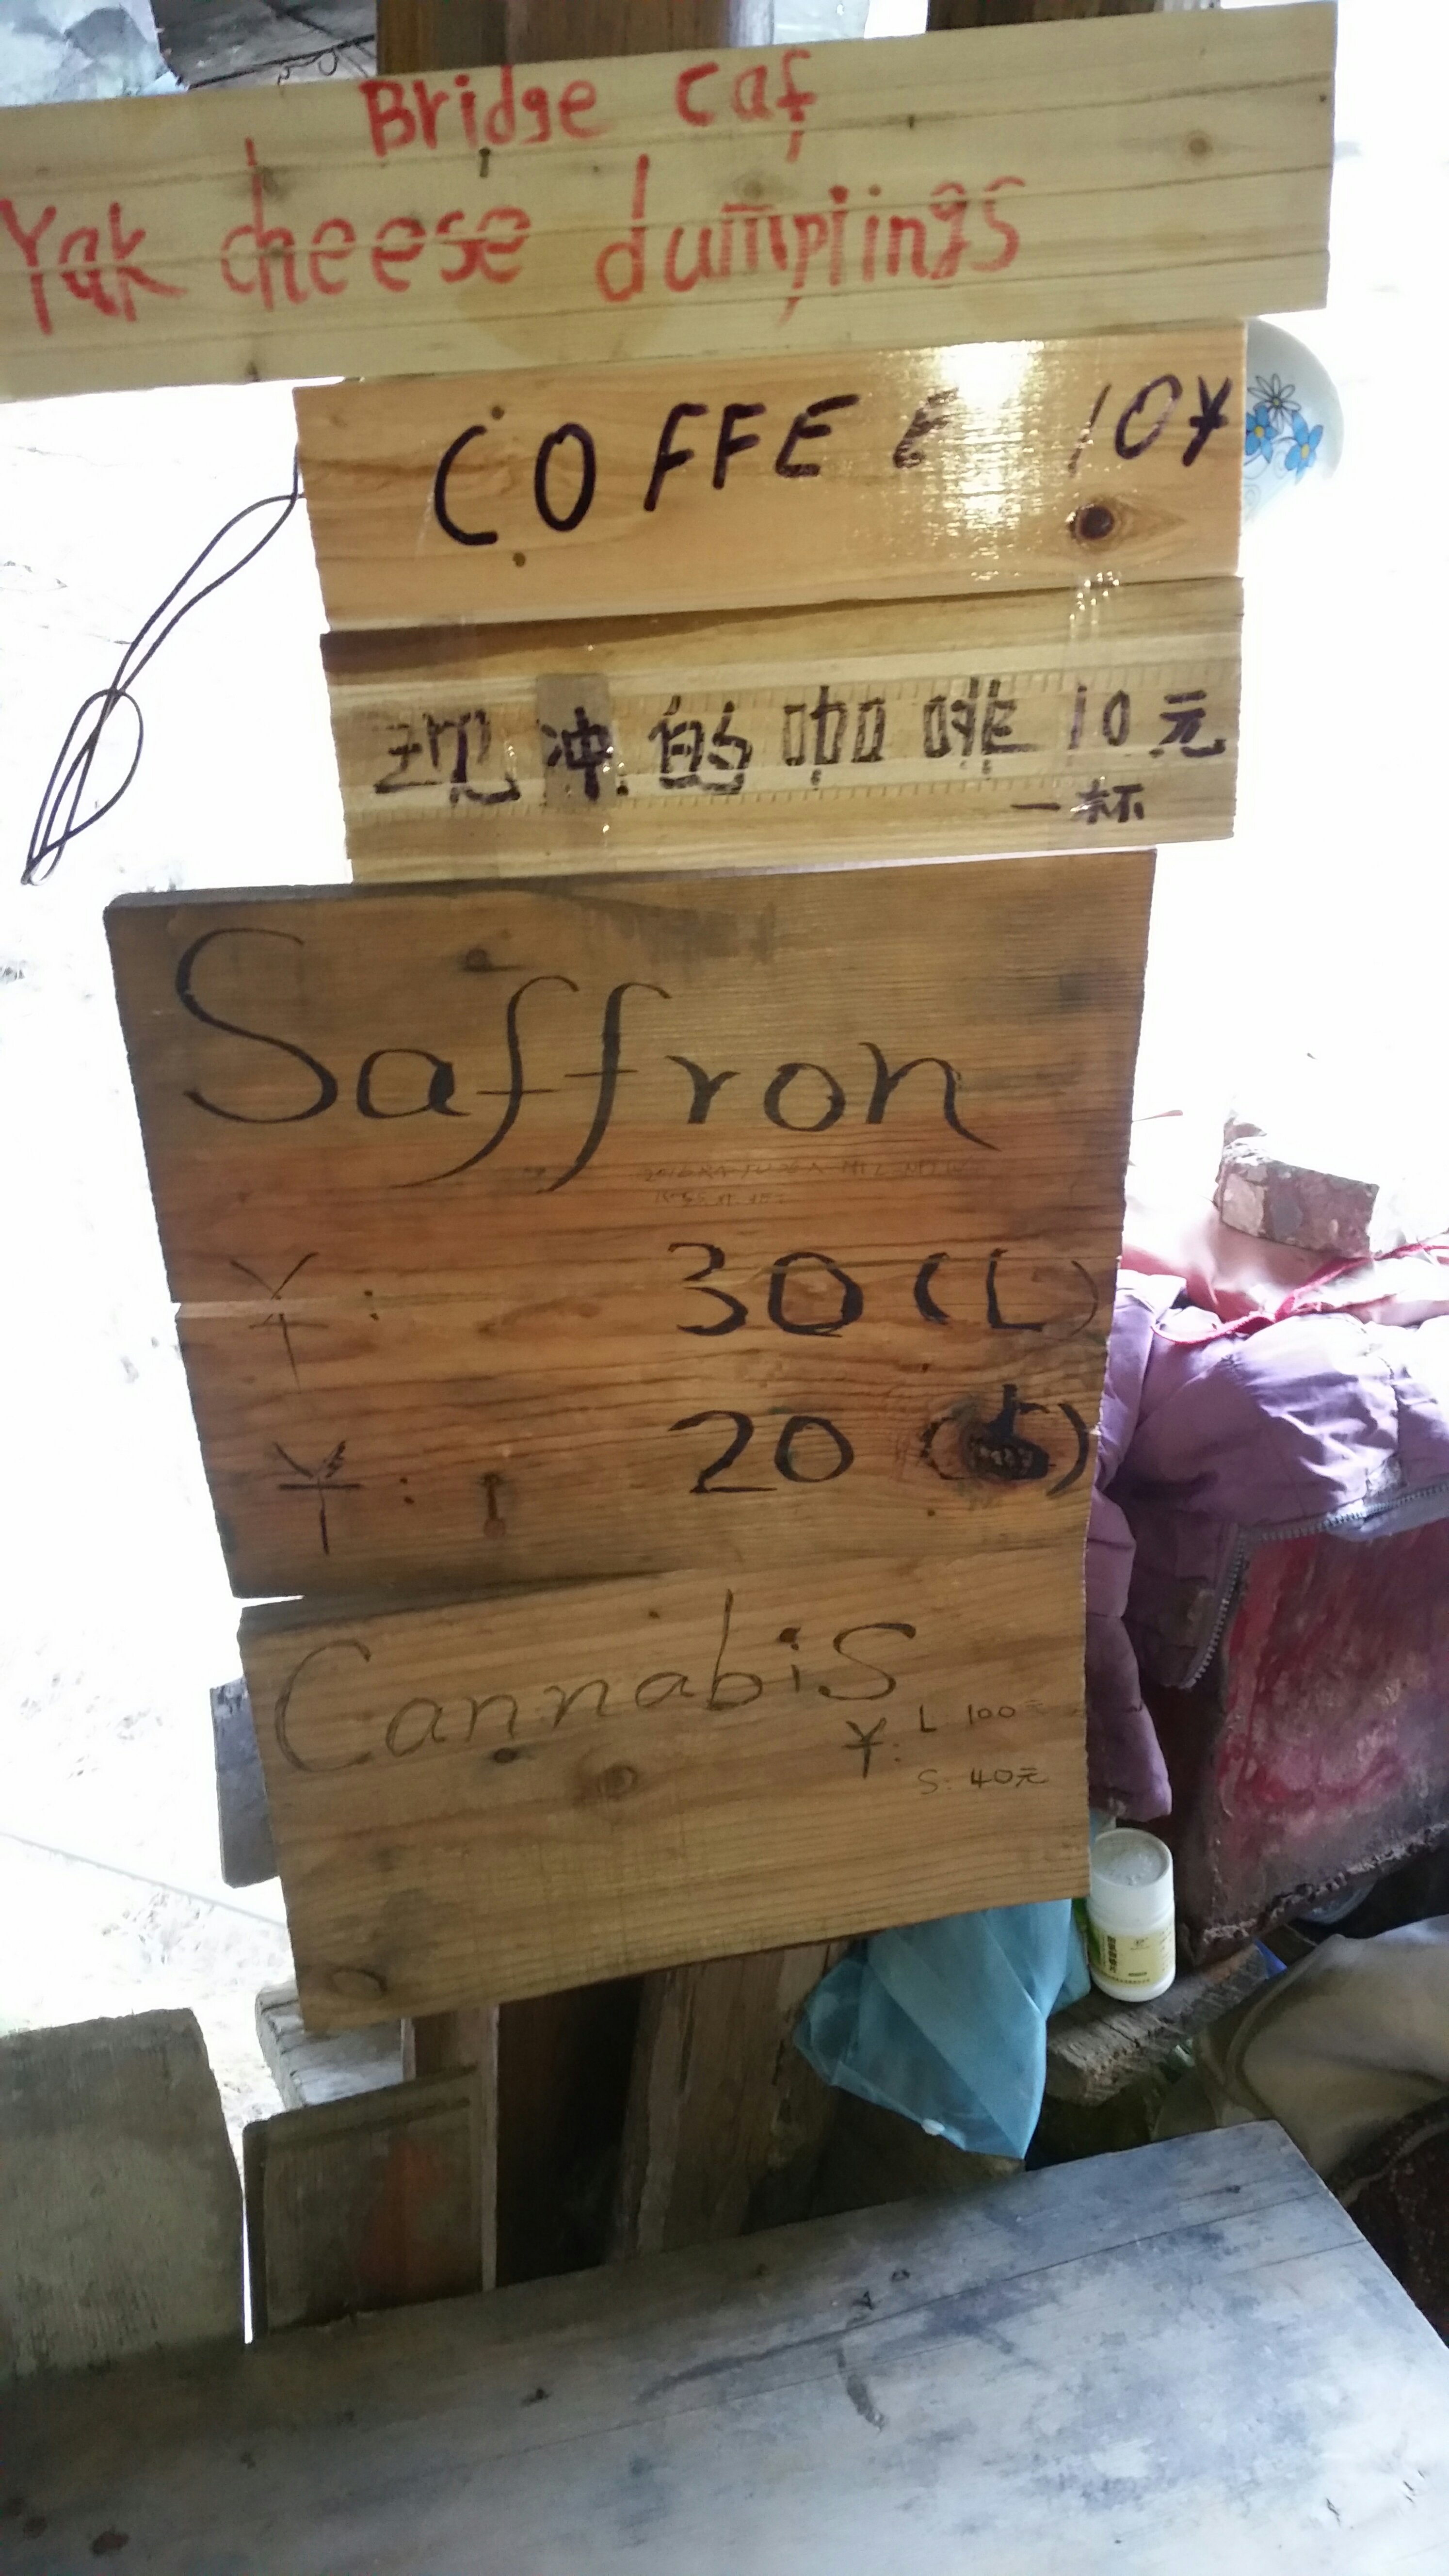 Bridge caf
Yak cheese dumplings
COFFEE 10¥
现冲的咖啡10元
一杯
Saffron
¥: 30 (L)
¥: 20 (S)
Cannabis
¥: L: 100元
S: 40元